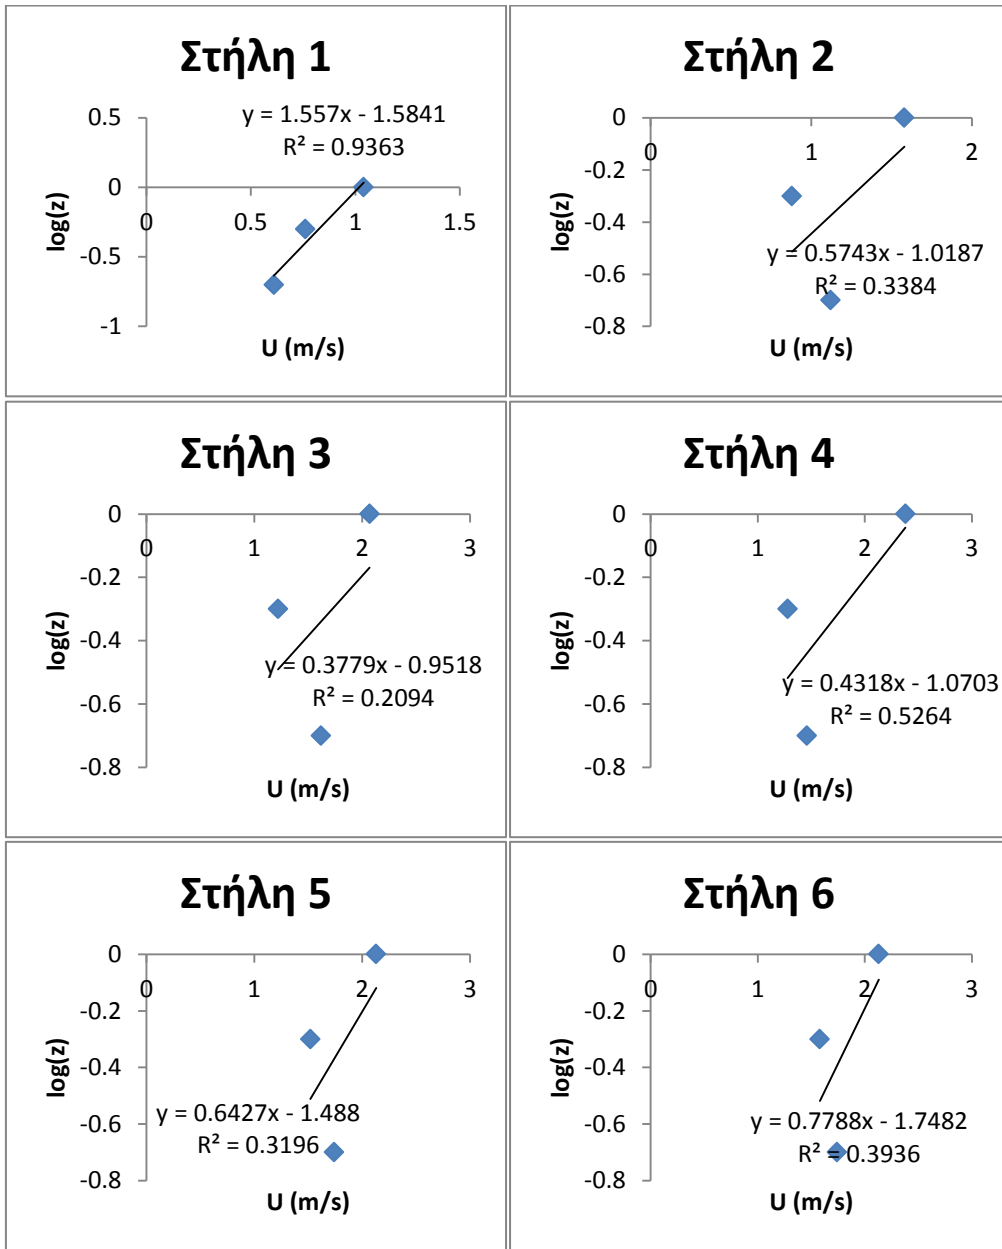 Στήλη 1
y = 1.557x - 1.5841
R² = 0.9363
0.5
0
-0.5
-1
0
0.5
1
1.5
log(z)
U (m/s)
Στήλη 2
0
-0.2
-0.4
-0.6
-0.8
0
1
2
y = 0.5743x - 1.0187
R² = 0.3384
log(z)
U (m/s)
Στήλη 3
0
-0.2
-0.4
-0.6
-0.8
0
1
2
3
y = 0.3779x - 0.9518
R² = 0.2094
log(z)
U (m/s)
Στήλη 4
0
-0.2
-0.4
-0.6
-0.8
0
1
2
3
y = 0.4318x - 1.0703
R² = 0.5264
log(z)
U (m/s)
Στήλη 5
0
-0.2
-0.4
-0.6
-0.8
0
1
2
3
y = 0.6427x - 1.488
R² = 0.3196
log(z)
U (m/s)
Στήλη 6
0
-0.2
-0.4
-0.6
-0.8
0
1
2
3
y = 0.7788x - 1.7482
R² = 0.3936
log(z)
U (m/s)